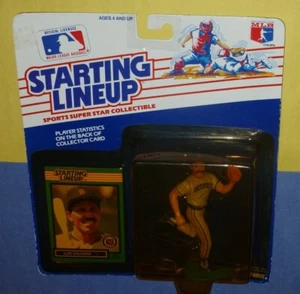 AGES 4 AND UP
MLB
STARTING
LINEUP
SPORTS SUPER STAR COLLECTIBLE
PLAYER STATISTICS
ON THE BACK OF
COLLECTOR CARD
STARTING
LINEUP